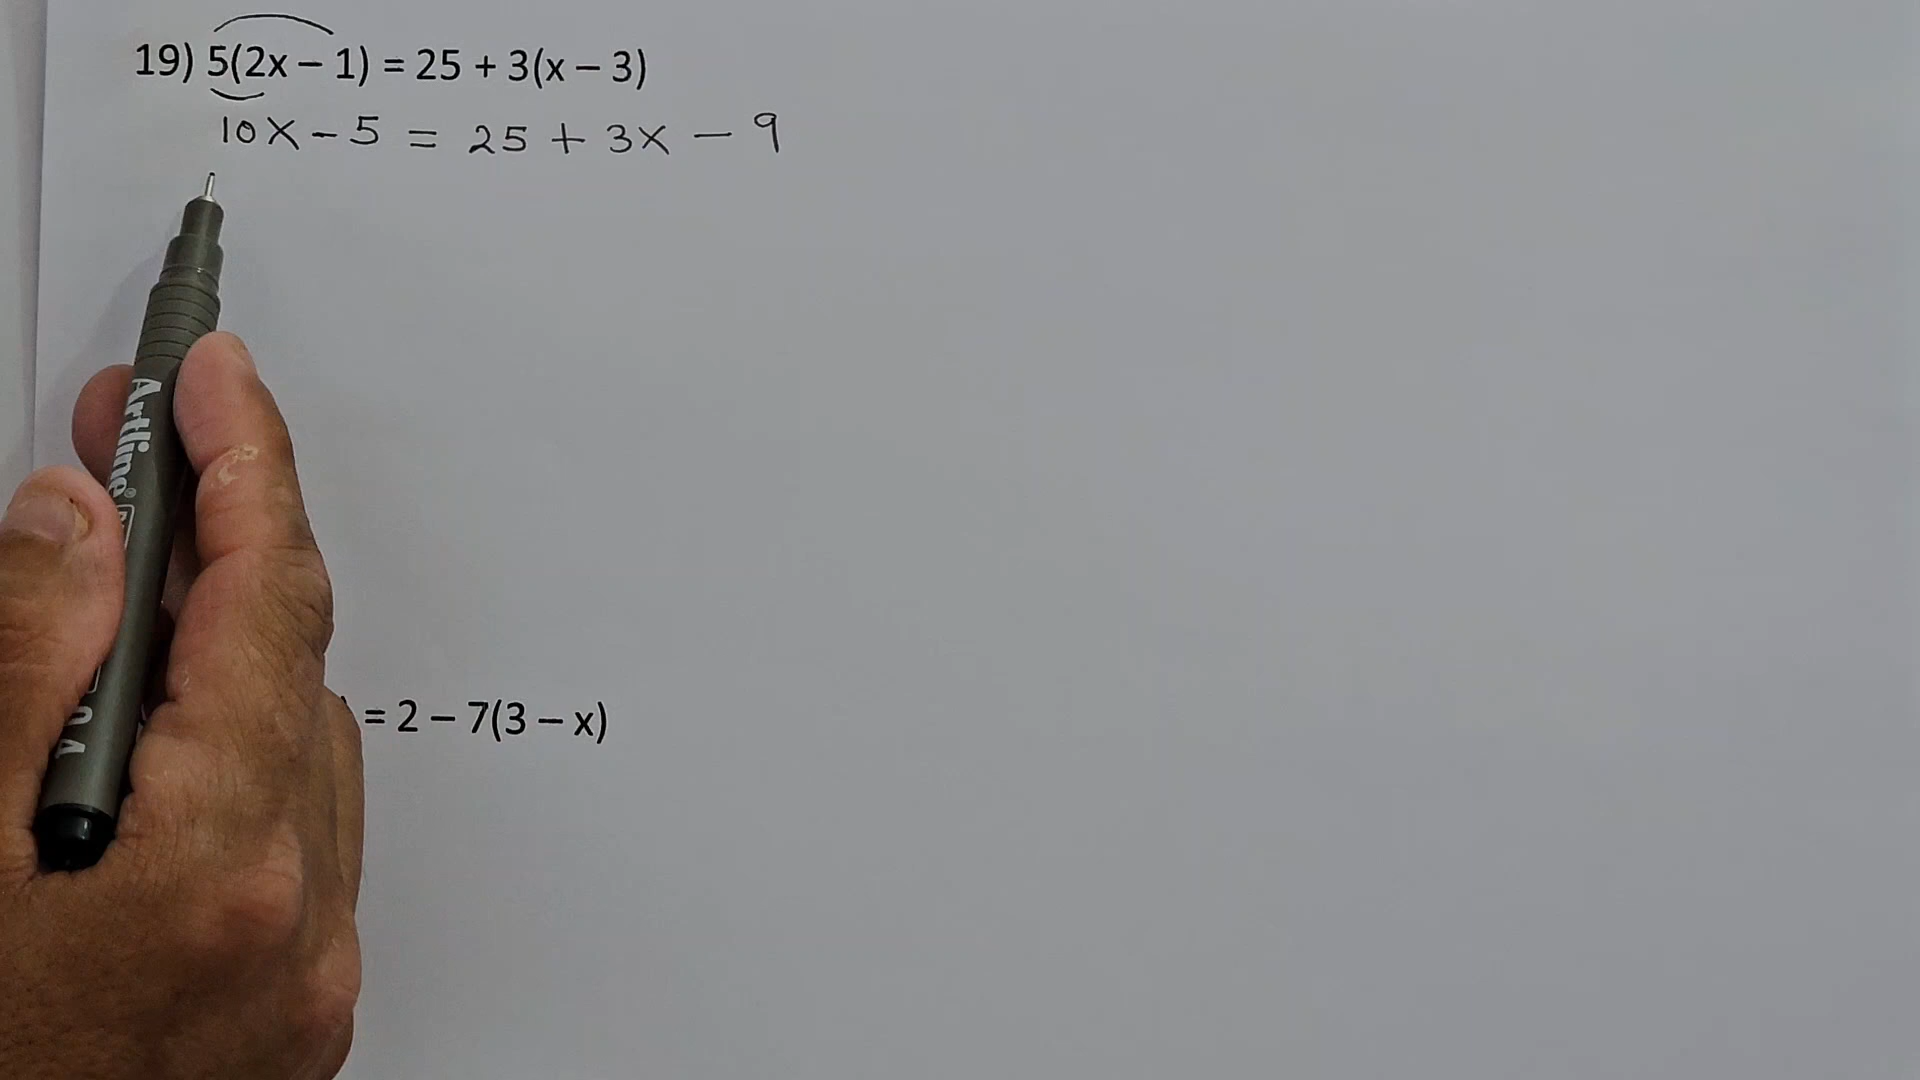 19) 5(2x – 1) = 25 + 3(x – 3)
10x – 5 = 25 + 3x – 9
Artline
= 2 – 7(3 – x)